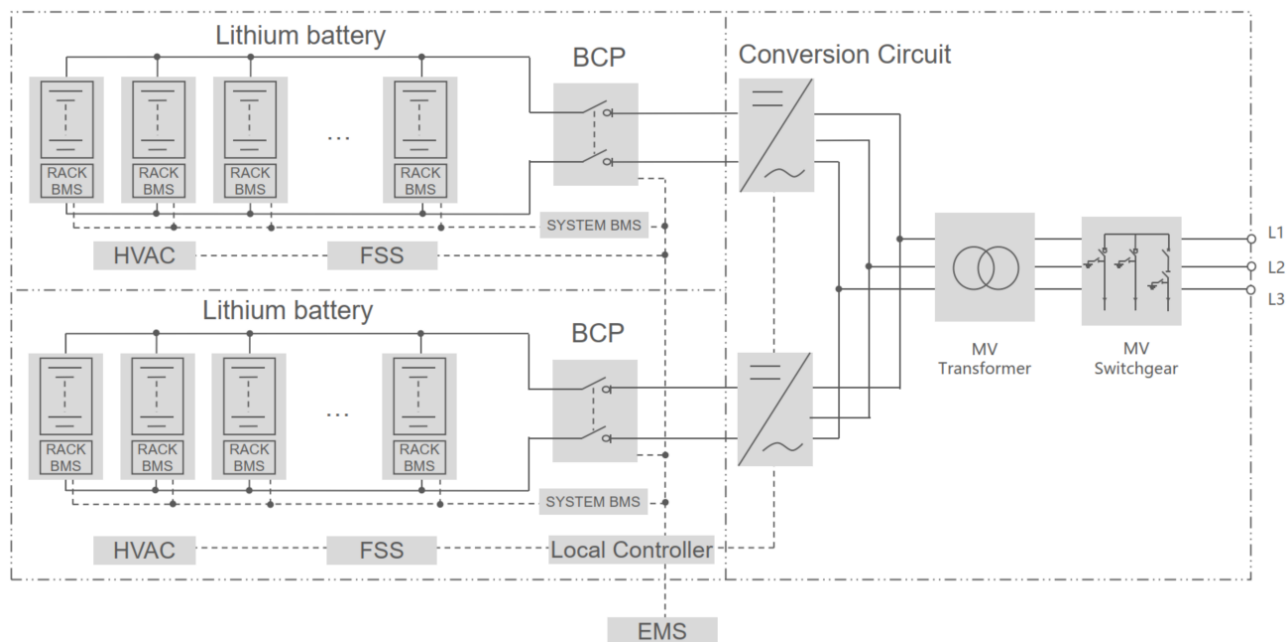 Lithium battery
BCP
Conversion Circuit
...
RACK
BMS
RACK
BMS
RACK
BMS
RACK
BMS
SYSTEM BMS
HVAC
FSS
L1
L2
L3
MV
Transformer
MV
Switchgear
Lithium battery
BCP
...
RACK
BMS
RACK
BMS
RACK
BMS
RACK
BMS
SYSTEM BMS
HVAC
FSS
Local Controller
EMS